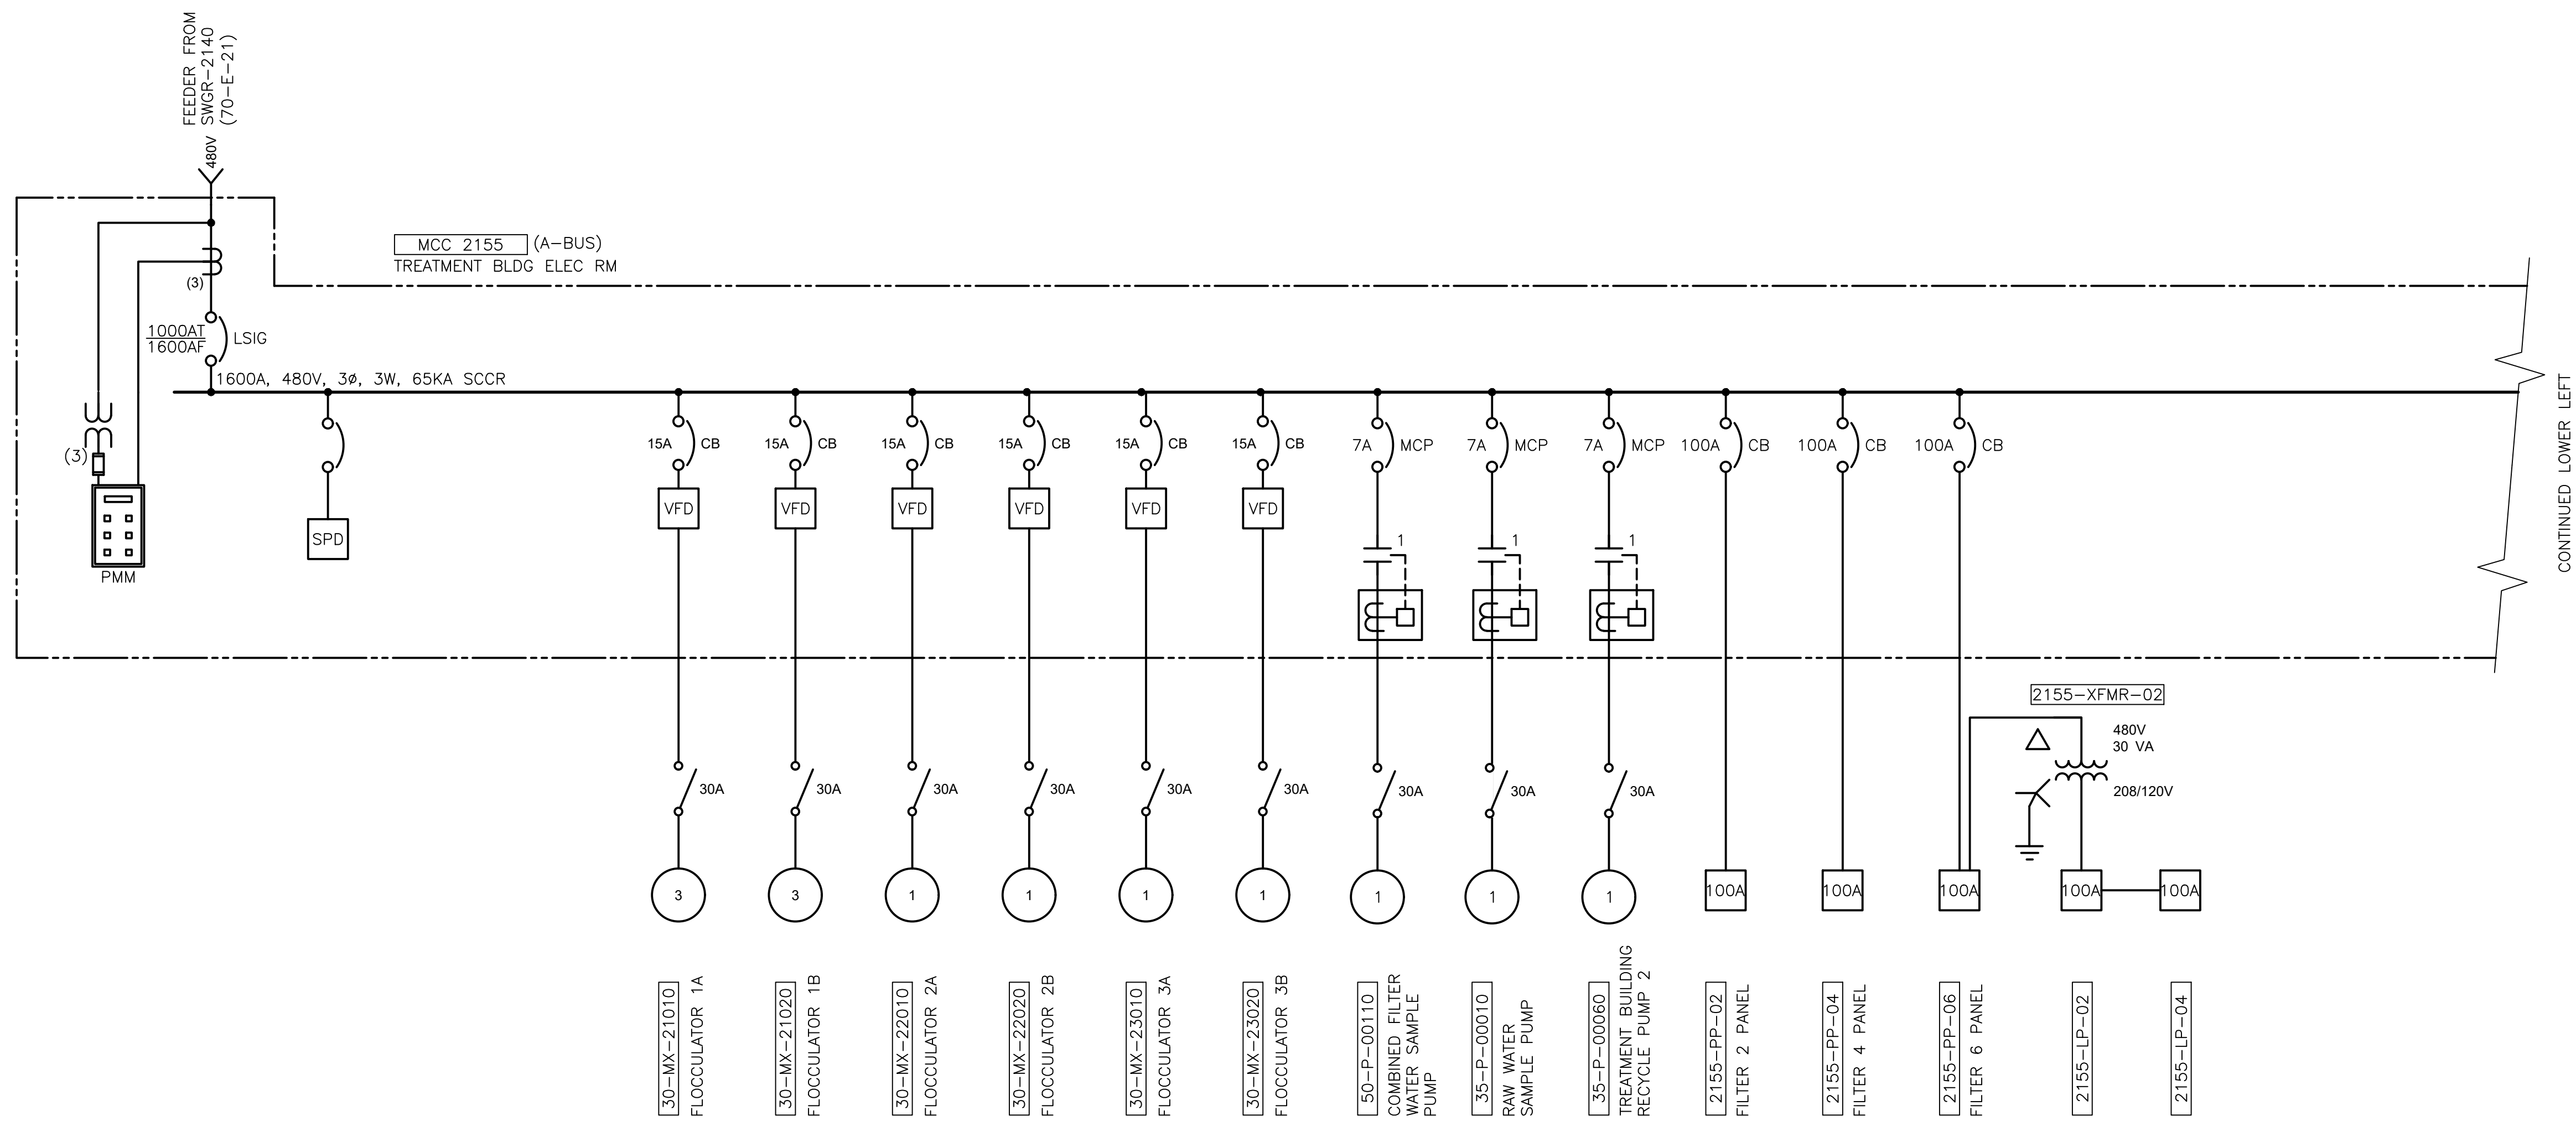 FEEDER FROM
SWGR-2140
(70-E-21)
480V
MCC 2155 (A-BUS)
TREATMENT BLDG ELEC RM
(3)
1000AT
1600AF
LSIG
1600A, 480V, 3ø, 3W, 65KA SCCR
(3)
PMM
SPD
15A CB
15A CB
15A CB
15A CB
15A CB
15A CB
7A MCP
7A MCP
7A MCP
100A CB
100A CB
100A CB
VFD
VFD
VFD
VFD
VFD
VFD
1
1
1
CONTINUED LOWER LEFT
2155-XFMR-02
480V
30 VA
208/120V
30A
30A
30A
30A
30A
30A
30A
30A
30A
3
3
1
1
1
1
1
1
1
100A
100A
100A
100A
100A
30-MX-21010
FLOCCULATOR 1A
30-MX-21020
FLOCCULATOR 1B
30-MX-22010
FLOCCULATOR 2A
30-MX-22020
FLOCCULATOR 2B
30-MX-23010
FLOCCULATOR 3A
30-MX-23020
FLOCCULATOR 3B
50-P-00110
COMBINED FILTER
WATER SAMPLE
PUMP
35-P-00010
RAW WATER
SAMPLE PUMP
35-P-00060
TREATMENT BUILDING
RECYCLE PUMP 2
2155-PP-02
FILTER 2 PANEL
2155-PP-04
FILTER 4 PANEL
2155-PP-06
FILTER 6 PANEL
2155-LP-02
2155-LP-04